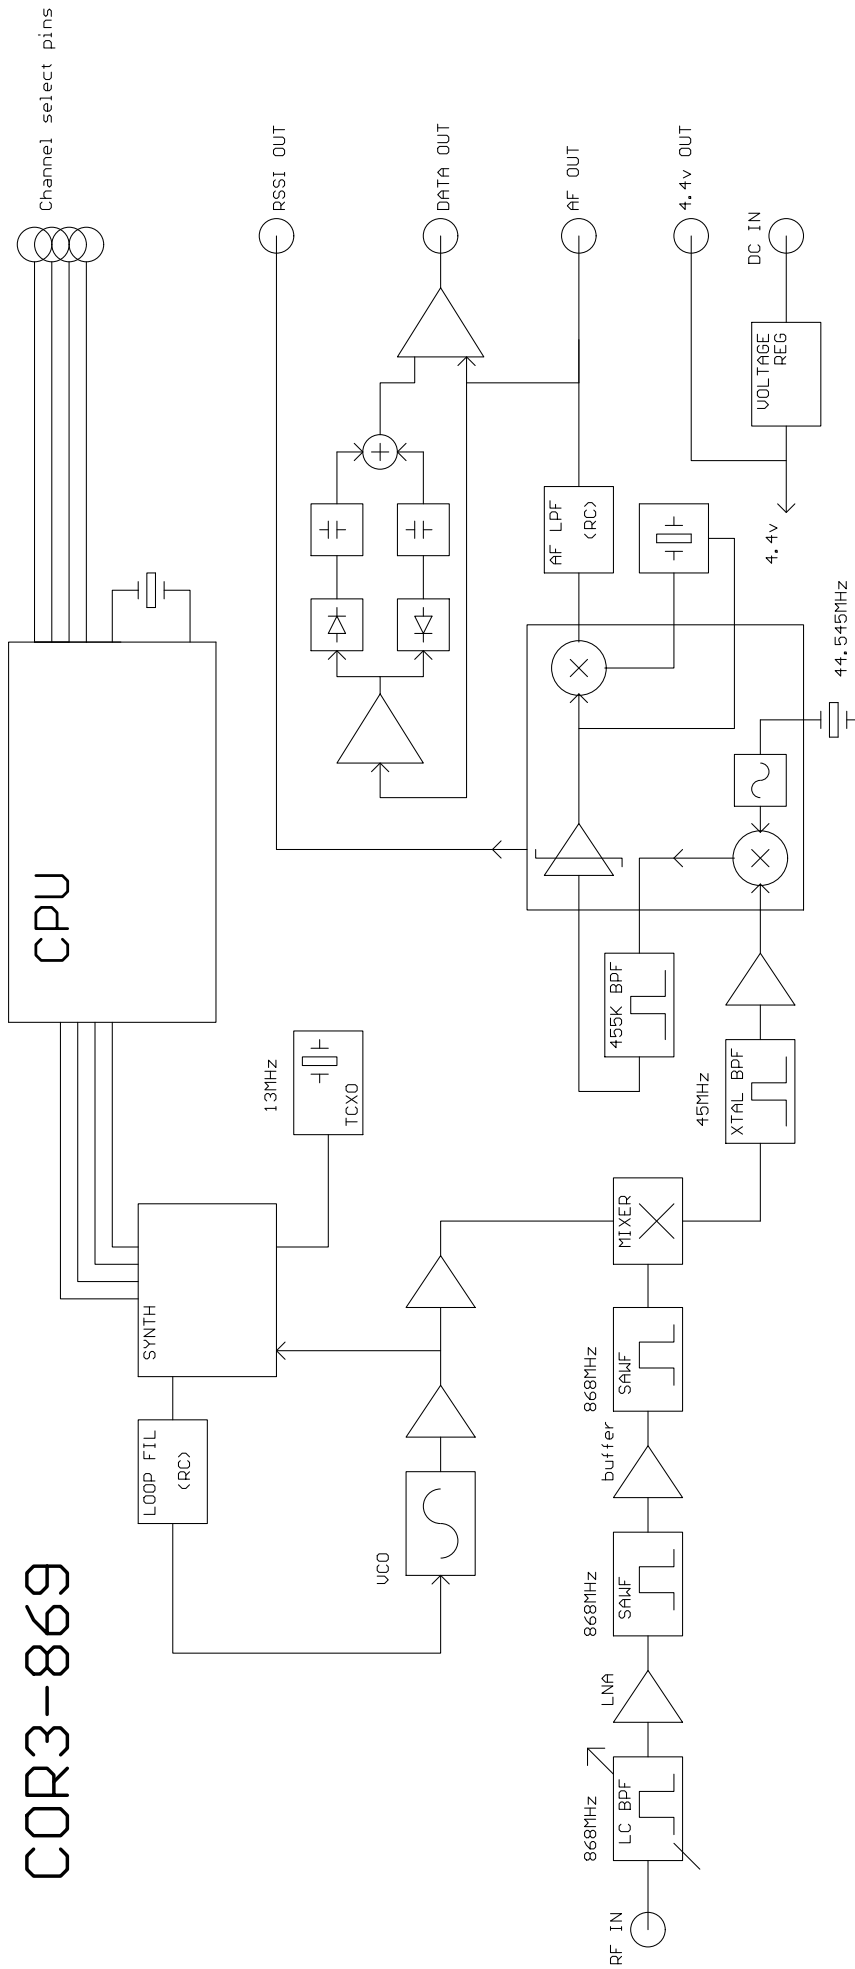 COR3-869
Channel select pins
CPU
SYNTH
LOOP FIL
(RC)
13MHz
TCXO
VCO
RSSI OUT
DATA OUT
AF OUT
4.4v OUT
DC IN
VOLTAGE
REG
4.4v
AF LPF
(RC)
44.545MHz
455K BPF
45MHz
XTAL BPF
MIXER
868MHz
SAWF
buffer
868MHz
SAWF
LNA
868MHz
LC BPF
RF IN